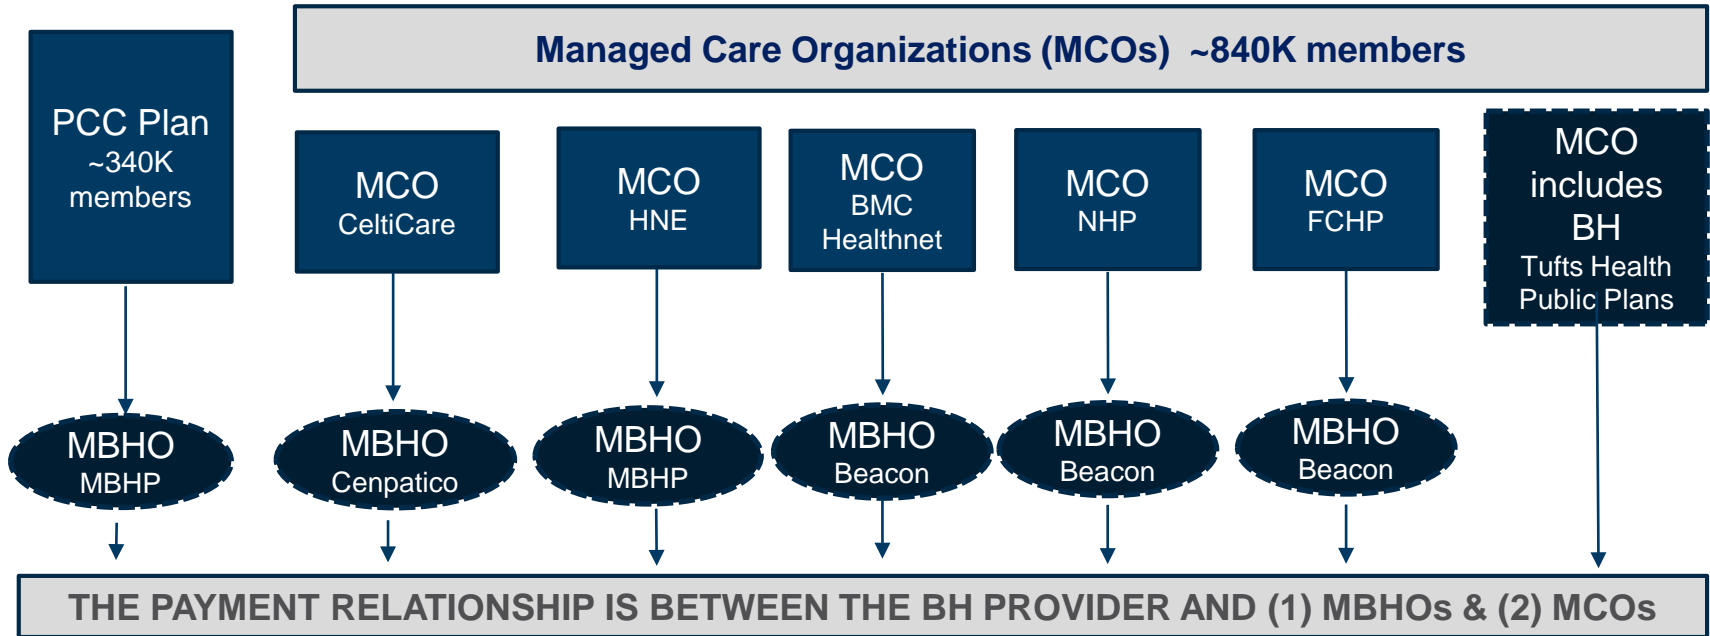 Managed Care Organizations (MCOs) ~840K members
PCC Plan
~340K
members
MCO
CeltiCare
MCO
HNE
MCO
BMC
Healthnet
MCO
NHP
MCO
FCHP
MCO
includes
BH
Tufts Health
Public Plans
MBHO
MBHP
MBHO
Cenpatico
MBHO
MBHP
MBHO
Beacon
MBHO
Beacon
MBHO
Beacon
THE PAYMENT RELATIONSHIP IS BETWEEN THE BH PROVIDER AND (1) MBHOs & (2) MCOs